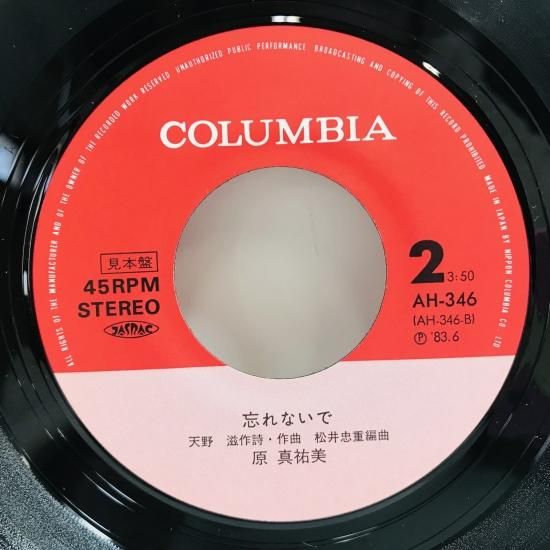 ALL RIGHTS OF THE MANUFACTURER AND OF THE OWNER OF THE RECORDED WORK RESERVED UNAUTHORIZED PUBLIC PERFORMANCE BROADCASTING AND COPYING OF THIS RECORD PROHIBITED MADE IN JAPAN BY NIPPON COLUMBIA CO., LTD
COLUMBIA
見本盤
45RPM
STEREO
JASRAC
2 3:50
AH-346
(AH-346-B)
Ⓟ '83.6
忘れないで
天野 滋作詩・作曲 松井忠重編曲
原 真祐美